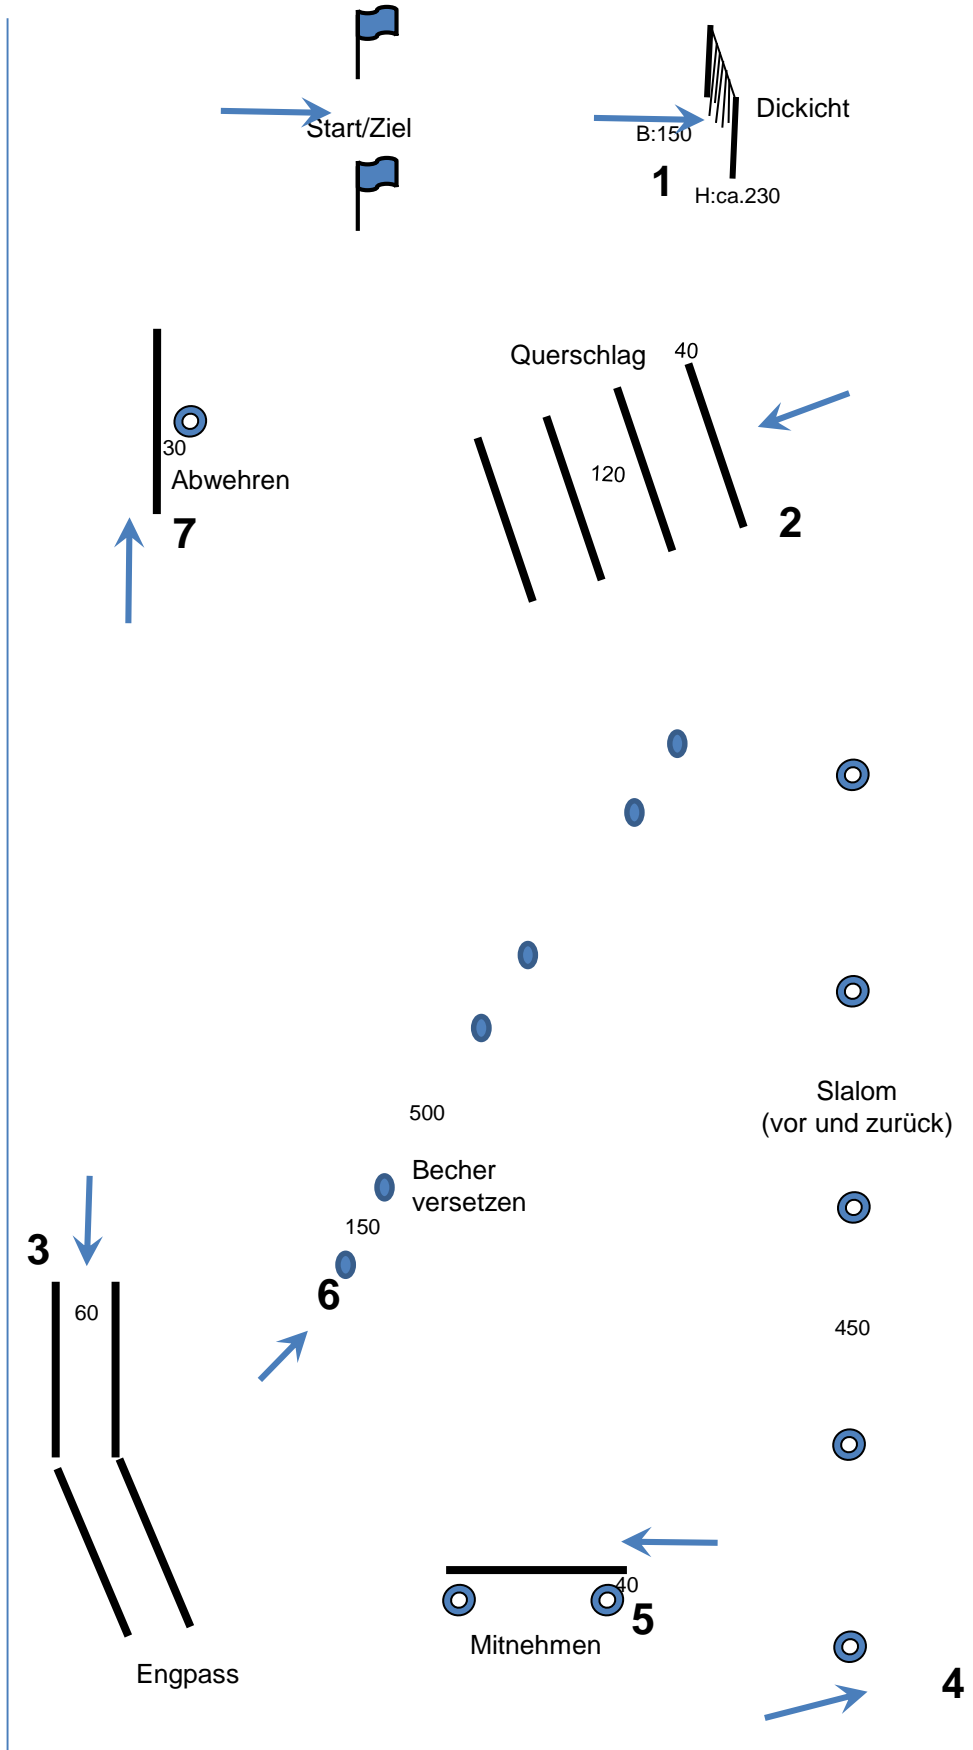 Start/Ziel
Dickicht
B:150
1
H:ca.230
Querschlag
40
30
Abwehren
7
120
2
500
Becher
versetzen
150
6
Slalom
(vor und zurück)
450
3
60
Engpass
40
5
Mitnehmen
4